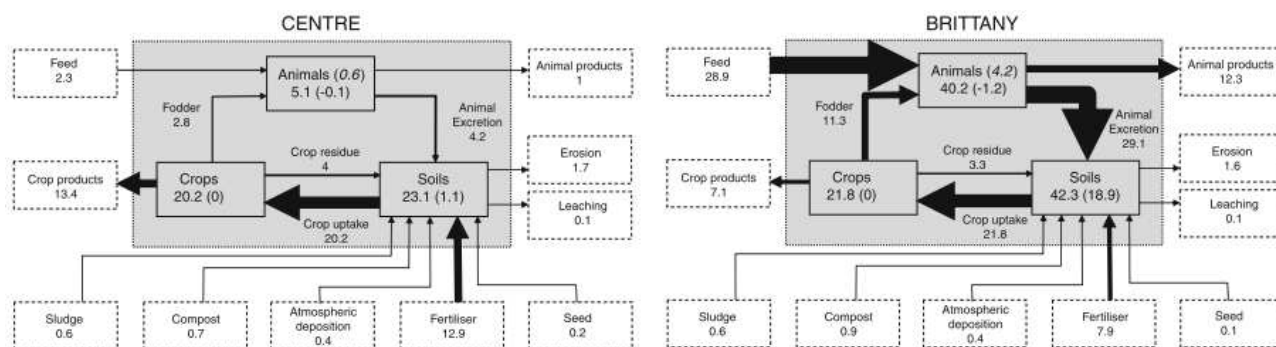 CENTRE
Feed
2.3
Animals (0.6)
5.1 (-0.1)
Animal products
1
Fodder
2.8
Animal
Excretion
4.2
Crop residue
4
Erosion
1.7
Crop products
13.4
Crops
20.2 (0)
Soils
23.1 (1.1)
Leaching
0.1
Crop uptake
20.2
Sludge
0.6
Compost
0.7
Atmospheric
deposition
0.4
Fertiliser
12.9
Seed
0.2
BRITTANY
Feed
28.9
Animals (4.2)
40.2 (-1.2)
Animal products
12.3
Fodder
11.3
Animal
Excretion
29.1
Crop residue
3.3
Erosion
1.6
Crop products
7.1
Crops
21.8 (0)
Soils
42.3 (18.9)
Leaching
0.1
Crop uptake
21.8
Sludge
0.6
Compost
0.9
Atmospheric
deposition
0.4
Fertiliser
7.9
Seed
0.1